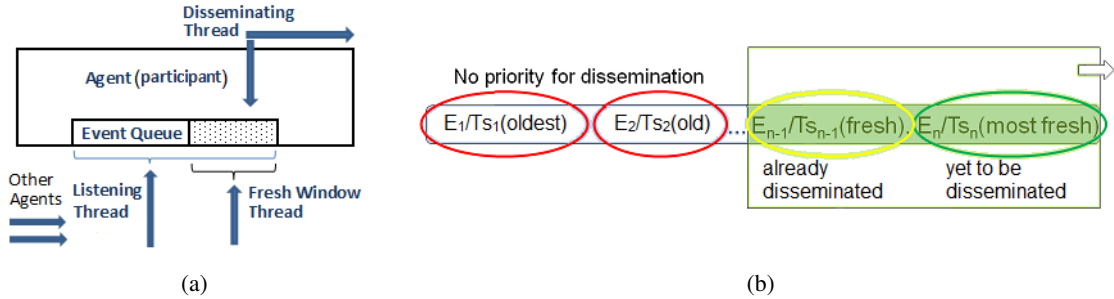 Disseminating
Thread
Agent (participant)
Event Queue
Other
Agents
Listening
Thread
Fresh Window
Thread
(a)
No priority for dissemination
E1/Ts1(oldest)
E2/Ts2(old)
... En-1/Tsn-1(fresh).
En/Tsn(most fresh)
already
disseminated
yet to be
disseminated
(b)